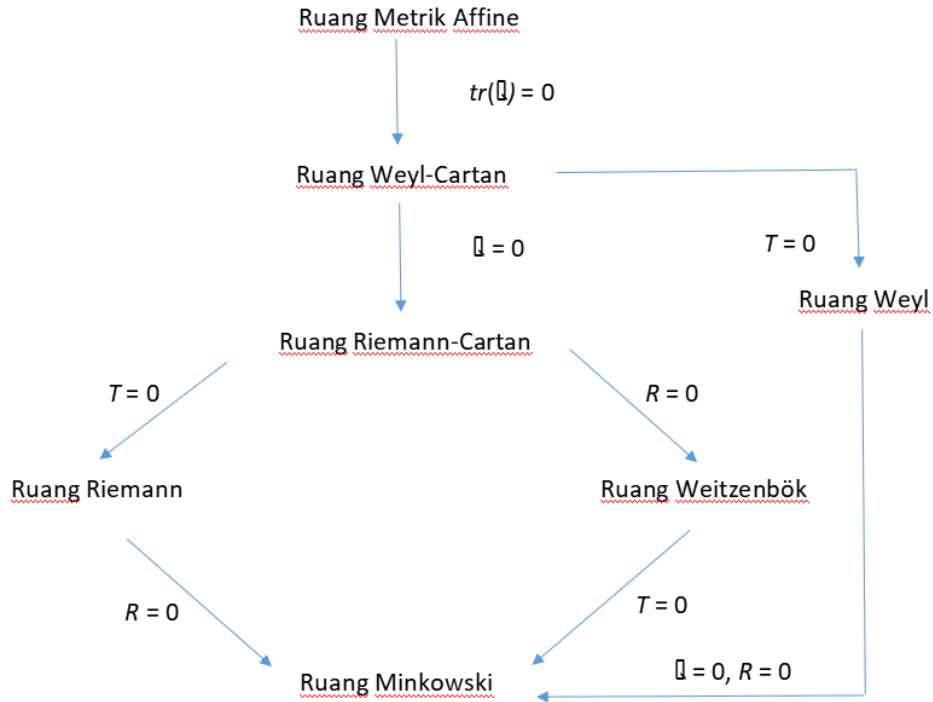 Ruang Metrik Affine
tr() = 0
Ruang Weyl-Cartan
= 0
T = 0
Ruang Weyl
Ruang Riemann-Cartan
T = 0
R = 0
Ruang Riemann
Ruang Weitzenbök
R = 0
T = 0
= 0, R = 0
Ruang Minkowski